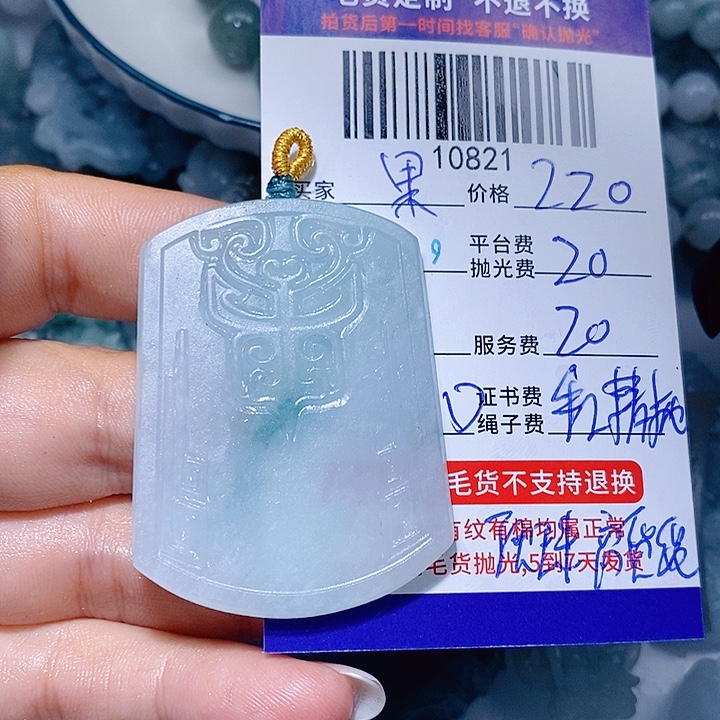 毛货定制 不退不换
拍货后第一时间找客服"确认抛光"
10821
买家 果 价格 220
9 平台费
抛光费 20
服务费 20
证书费
绳子费
毛货不支持退换
有纹有棉均属正常
毛货抛光,5到7天发货